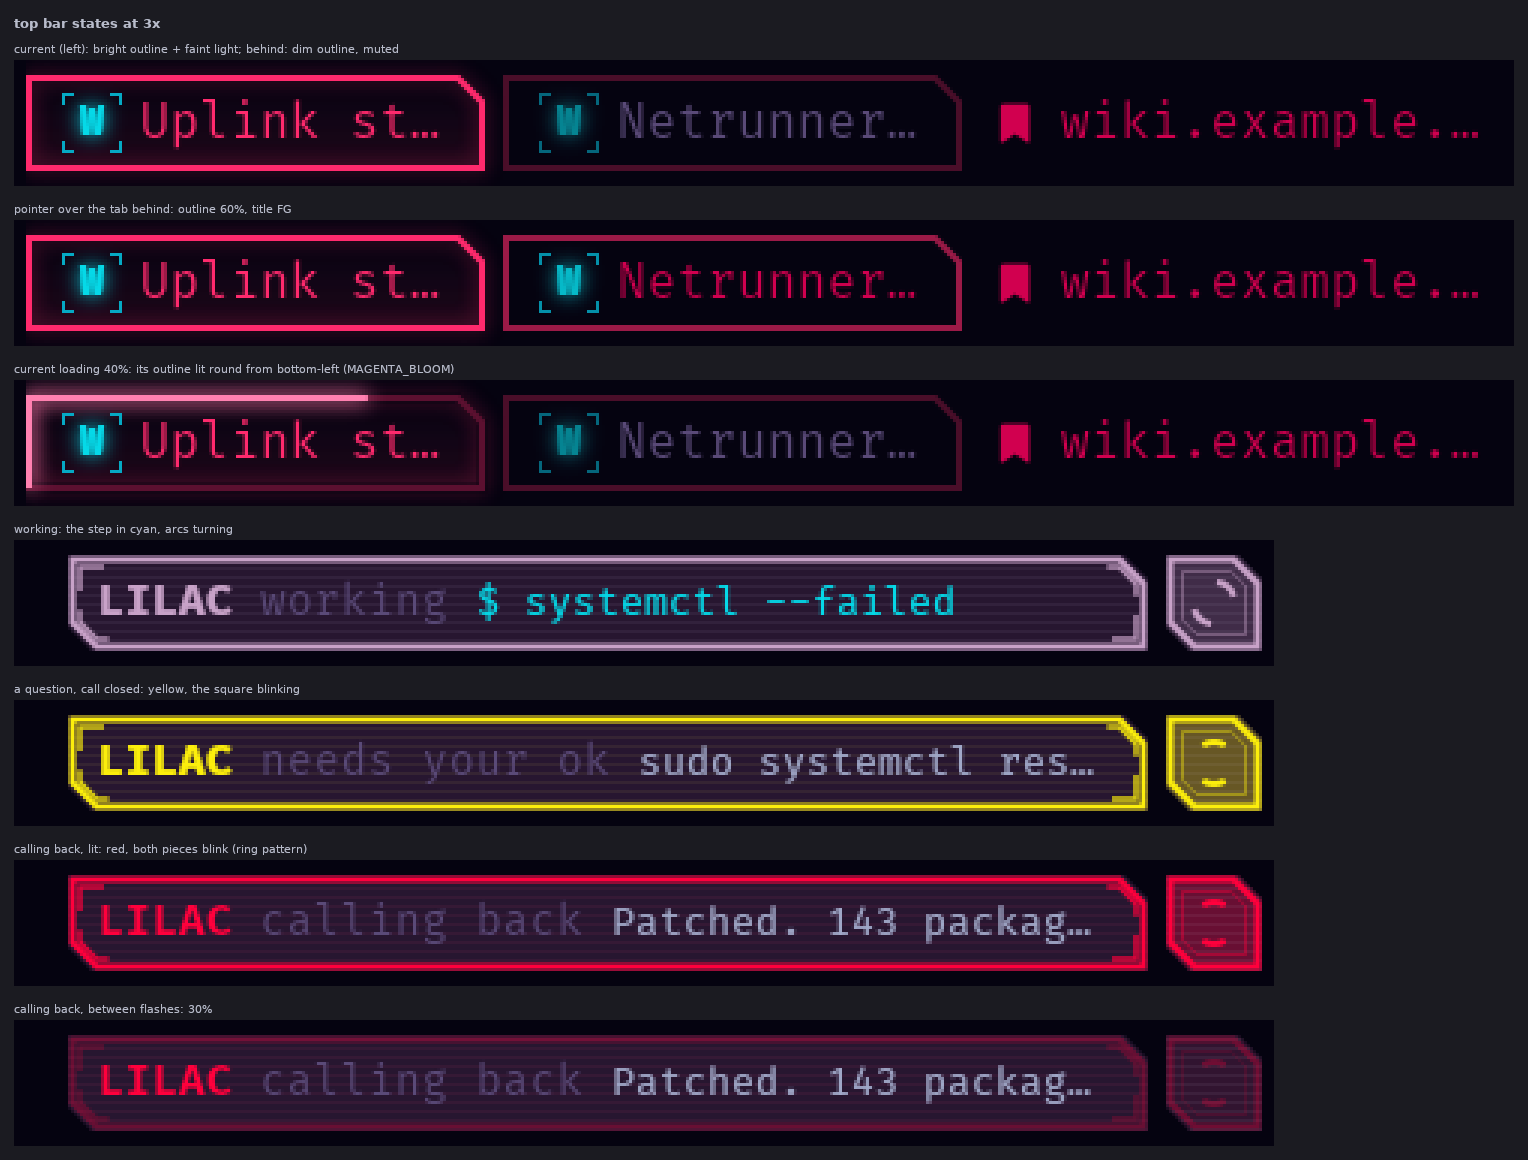 top bar states at 3x
current (left): bright outline + faint light; behind: dim outline, muted
W Uplink st… W Netrunner… wiki.example.…
pointer over the tab behind: outline 60%, title FG
W Uplink st… W Netrunner… wiki.example.…
current loading 40%: its outline lit round from bottom-left (MAGENTA_BLOOM)
W Uplink st… W Netrunner… wiki.example.…
working: the step in cyan, arcs turning
LILAC working $ systemctl --failed
a question, call closed: yellow, the square blinking
LILAC needs your ok sudo systemctl res…
calling back, lit: red, both pieces blink (ring pattern)
LILAC calling back Patched. 143 packag…
calling back, between flashes: 30%
LILAC calling back Patched. 143 packag…